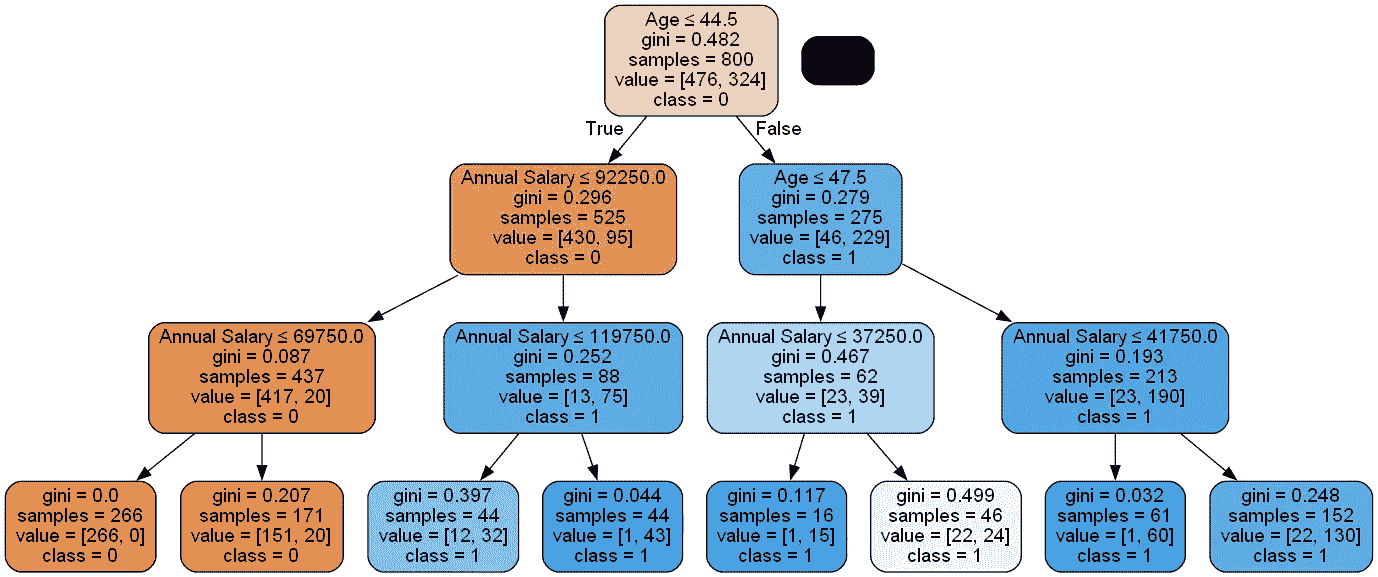 Age ≤ 44.5
gini = 0.482
samples = 800
value = [476, 324]
class = 0
True
False
Annual Salary ≤ 92250.0
gini = 0.296
samples = 525
value = [430, 95]
class = 0
Age ≤ 47.5
gini = 0.279
samples = 275
value = [46, 229]
class = 1
Annual Salary ≤ 69750.0
gini = 0.087
samples = 437
value = [417, 20]
class = 0
Annual Salary ≤ 119750.0
gini = 0.252
samples = 88
value = [13, 75]
class = 1
Annual Salary ≤ 37250.0
gini = 0.467
samples = 62
value = [23, 39]
class = 1
Annual Salary ≤ 41750.0
gini = 0.193
samples = 213
value = [23, 190]
class = 1
gini = 0.0
samples = 266
value = [266, 0]
class = 0
gini = 0.207
samples = 171
value = [151, 20]
class = 0
gini = 0.397
samples = 44
value = [12, 32]
class = 1
gini = 0.044
samples = 44
value = [1, 43]
class = 1
gini = 0.117
samples = 16
value = [1, 15]
class = 1
gini = 0.499
samples = 46
value = [22, 24]
class = 1
gini = 0.032
samples = 61
value = [1, 60]
class = 1
gini = 0.248
samples = 152
value = [22, 130]
class = 1